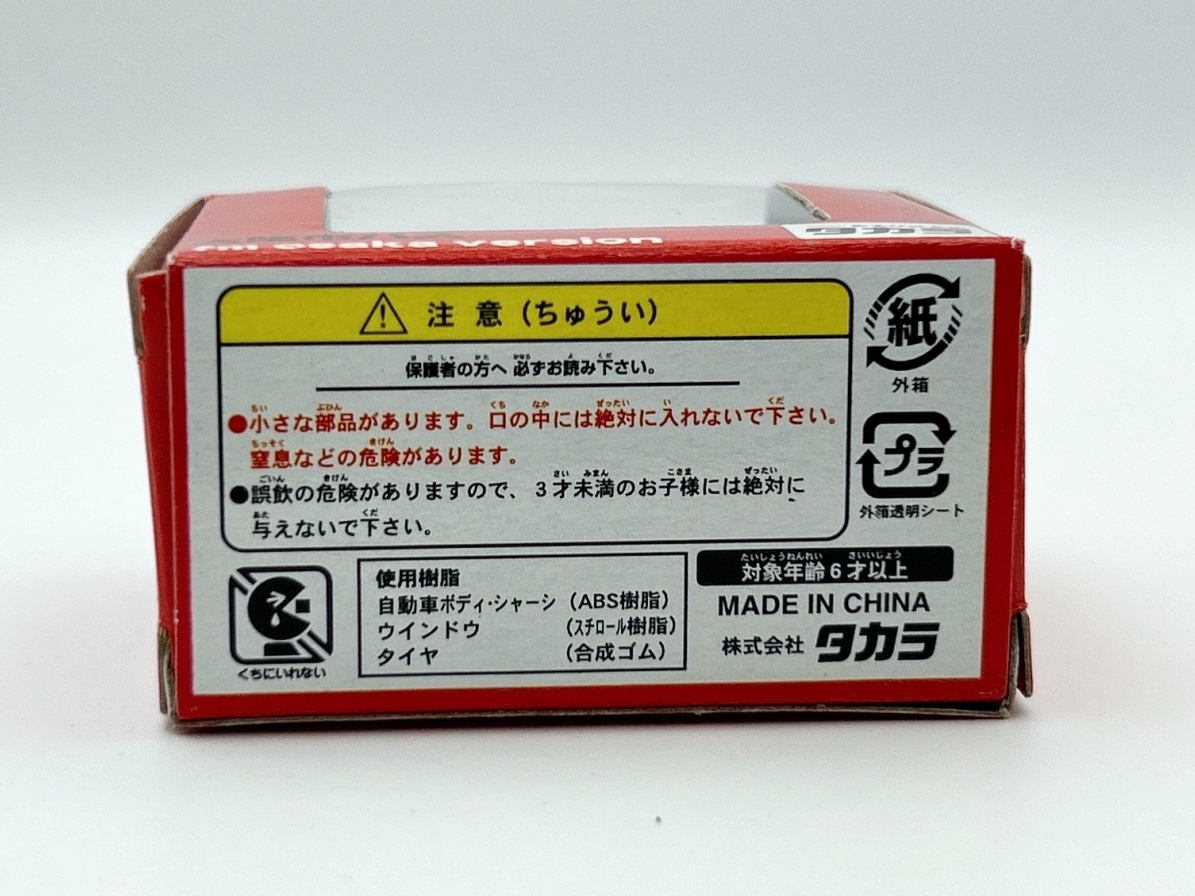 osaka version
タカラ
注意（ちゅうい）
保護者の方へ 必ずお読み下さい。
●小さな部品があります。口の中には絶対に入れないで下さい。
窒息などの危険があります。
●誤飲の危険がありますので、3才未満のお子様には絶対に
与えないで下さい。
紙
外箱
プラ
外箱透明シート
くちにいれない
使用樹脂
自動車ボディ・シャーシ（ABS樹脂）
ウインドウ（スチロール樹脂）
タイヤ（合成ゴム）
対象年齢6才以上
MADE IN CHINA
株式会社 タカラ